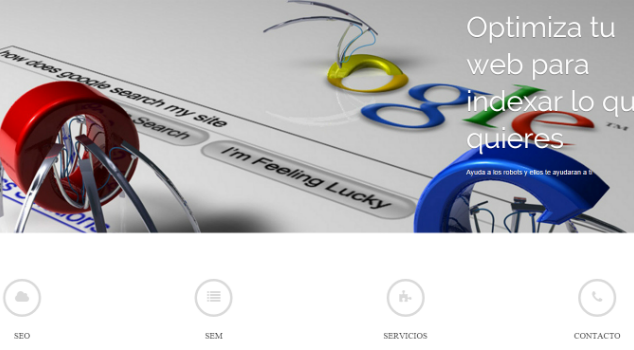 Optimiza tu
web para
indexar lo qu
quieres
Ayuda a los robots y ellos te ayudaran a ti
how does google search my site
Search
I'm Feeling Lucky
ogle
TM
SEO
SEM
SERVICIOS
CONTACTO